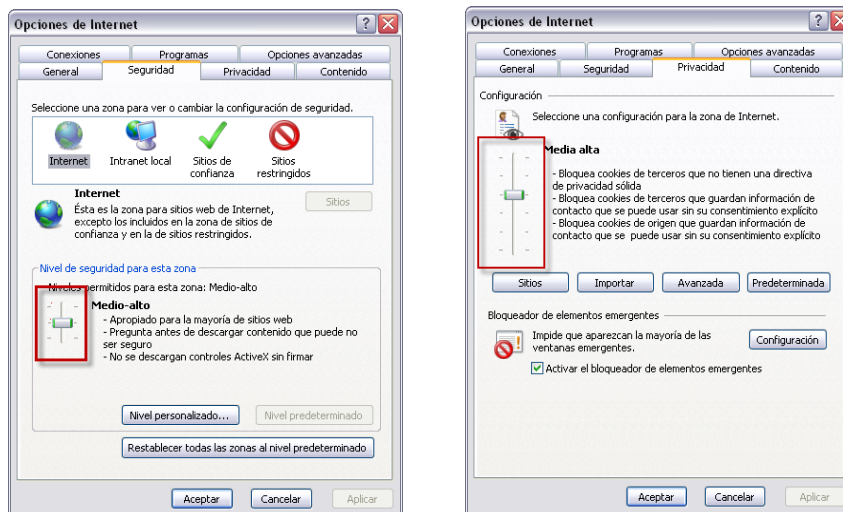 Opciones de Internet
Conexiones Programas Opciones avanzadas
General Seguridad Privacidad Contenido
Seleccione una zona para ver o cambiar la configuración de seguridad.
Internet Intranet local Sitios de confianza Sitios restringidos
Internet
Ésta es la zona para sitios web de Internet,
excepto los incluidos en la zona de sitios de
confianza y en la de sitios restringidos.
Sitios
Nivel de seguridad para esta zona
Niveles permitidos para esta zona: Medio-alto
Medio-alto
- Apropiado para la mayoría de sitios web
- Pregunta antes de descargar contenido que puede no
ser seguro
- No se descargan controles ActiveX sin firmar
Nivel personalizado... Nivel predeterminado
Restablecer todas las zonas al nivel predeterminado
Aceptar Cancelar Aplicar
Opciones de Internet
Conexiones Programas Opciones avanzadas
General Seguridad Privacidad Contenido
Configuración
Seleccione una configuración para la zona de Internet.
Media alta
- Bloquea cookies de terceros que no tienen una directiva
de privacidad sólida
- Bloquea cookies de terceros que guardan información de
contacto que se puede usar sin su consentimiento explícito
- Bloquea cookies de origen que guardan información de
contacto que se puede usar sin su consentimiento explícito
Sitios Importar Avanzada Predeterminada
Bloqueador de elementos emergentes
Impide que aparezcan la mayoría de las
ventanas emergentes.
Configuración
Activar el bloqueador de elementos emergentes
Aceptar Cancelar Aplicar